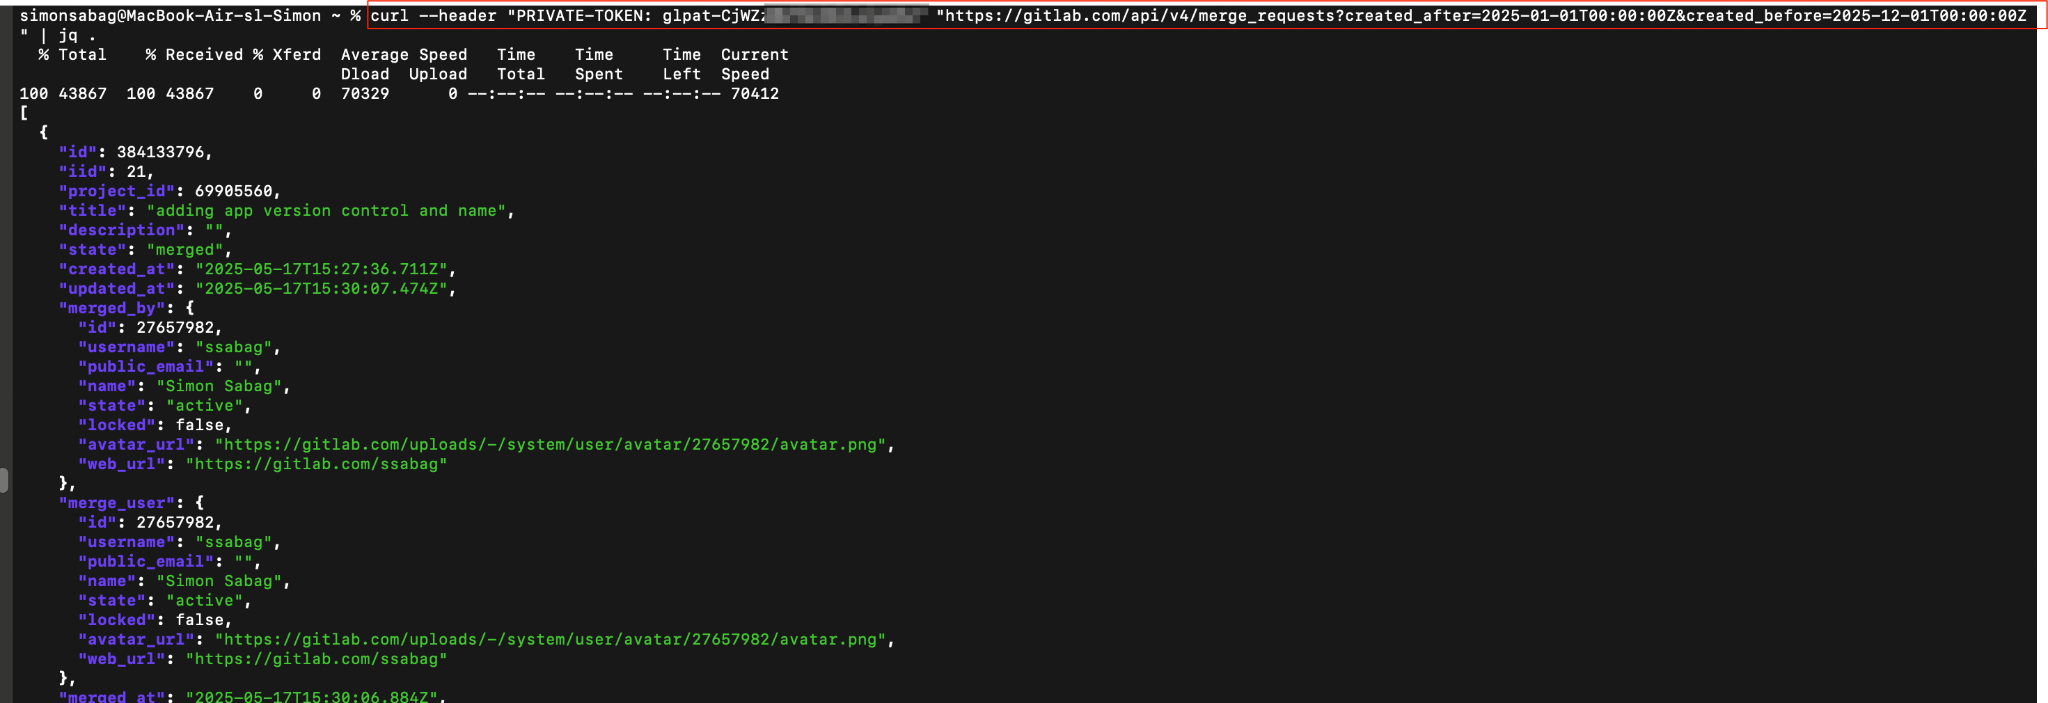 simonsabag@MacBook-Air-sl-Simon ~ % curl --header "PRIVATE-TOKEN: glpat-CjWZ "https://gitlab.com/api/v4/merge_requests?created_after=2025-01-01T00:00:00Z&created_before=2025-12-01T00:00:00Z
" | jq .
% Total % Received % Xferd Average Speed Time Time Time Current
Dload Upload Total Spent Left Speed
100 43867 100 43867 0 0 70329 0 --:--:-- --:--:-- --:--:-- 70412
[
{
"id": 384133796,
"iid": 21,
"project_id": 69905560,
"title": "adding app version control and name",
"description": "",
"state": "merged",
"created_at": "2025-05-17T15:27:36.711Z",
"updated_at": "2025-05-17T15:30:07.474Z",
"merged_by": {
"id": 27657982,
"username": "ssabag",
"public_email": "",
"name": "Simon Sabag",
"state": "active",
"locked": false,
"avatar_url": "https://gitlab.com/uploads/-/system/user/avatar/27657982/avatar.png",
"web_url": "https://gitlab.com/ssabag"
},
"merge_user": {
"id": 27657982,
"username": "ssabag",
"public_email": "",
"name": "Simon Sabag",
"state": "active",
"locked": false,
"avatar_url": "https://gitlab.com/uploads/-/system/user/avatar/27657982/avatar.png",
"web_url": "https://gitlab.com/ssabag"
},
"merged_at": "2025-05-17T15:30:06.884Z",